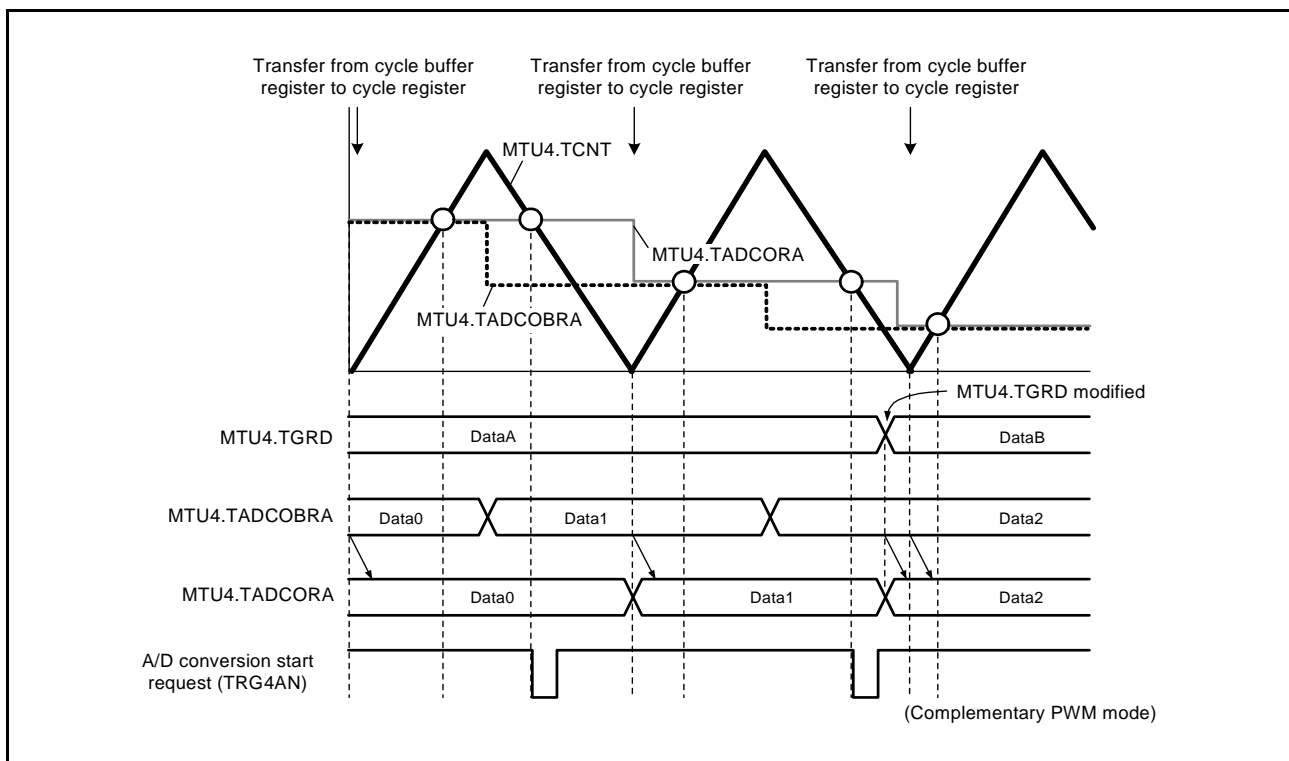 Transfer from cycle buffer
register to cycle register
Transfer from cycle buffer
register to cycle register
Transfer from cycle buffer
register to cycle register
MTU4.TCNT
MTU4.TADCORA
MTU4.TADCOBRA
MTU4.TGRD modified
MTU4.TGRD
DataA
DataB
MTU4.TADCOBRA
Data0
Data1
Data2
MTU4.TADCORA
Data0
Data1
Data2
A/D conversion start
request (TRG4AN)
(Complementary PWM mode)